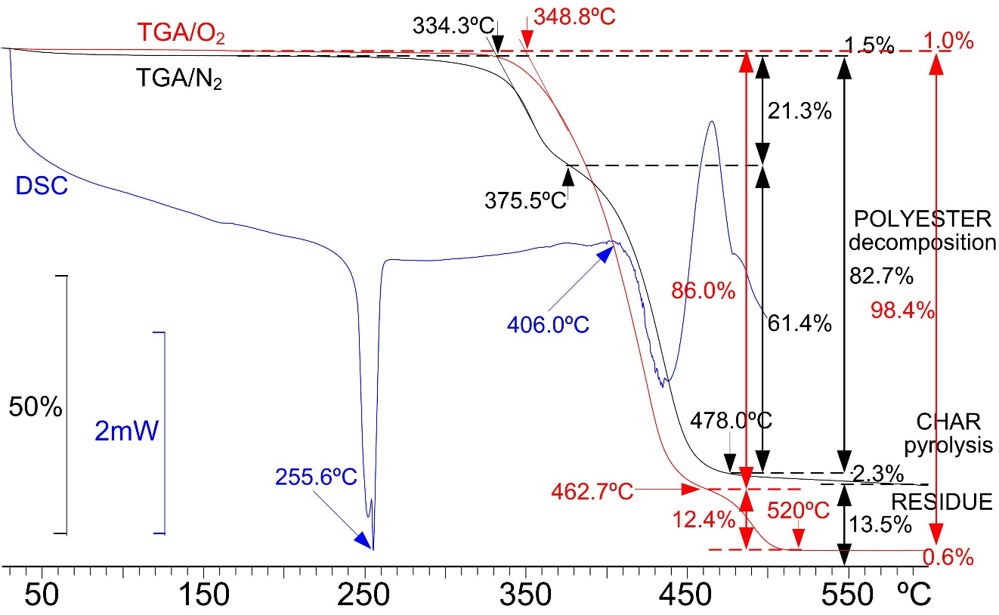 334.3ºC
348.8ºC
TGA/O₂
1.5%
1.0%
TGA/N₂
21.3%
DSC
375.5ºC
POLYESTER
decomposition
82.7%
86.0%
98.4%
406.0ºC
61.4%
50%
2mW
478.0ºC
CHAR
pyrolysis
255.6ºC
2.3%
462.7ºC
RESIDUE
520ºC
12.4%
13.5%
0.6%
50 150 250 350 450 550 ºC